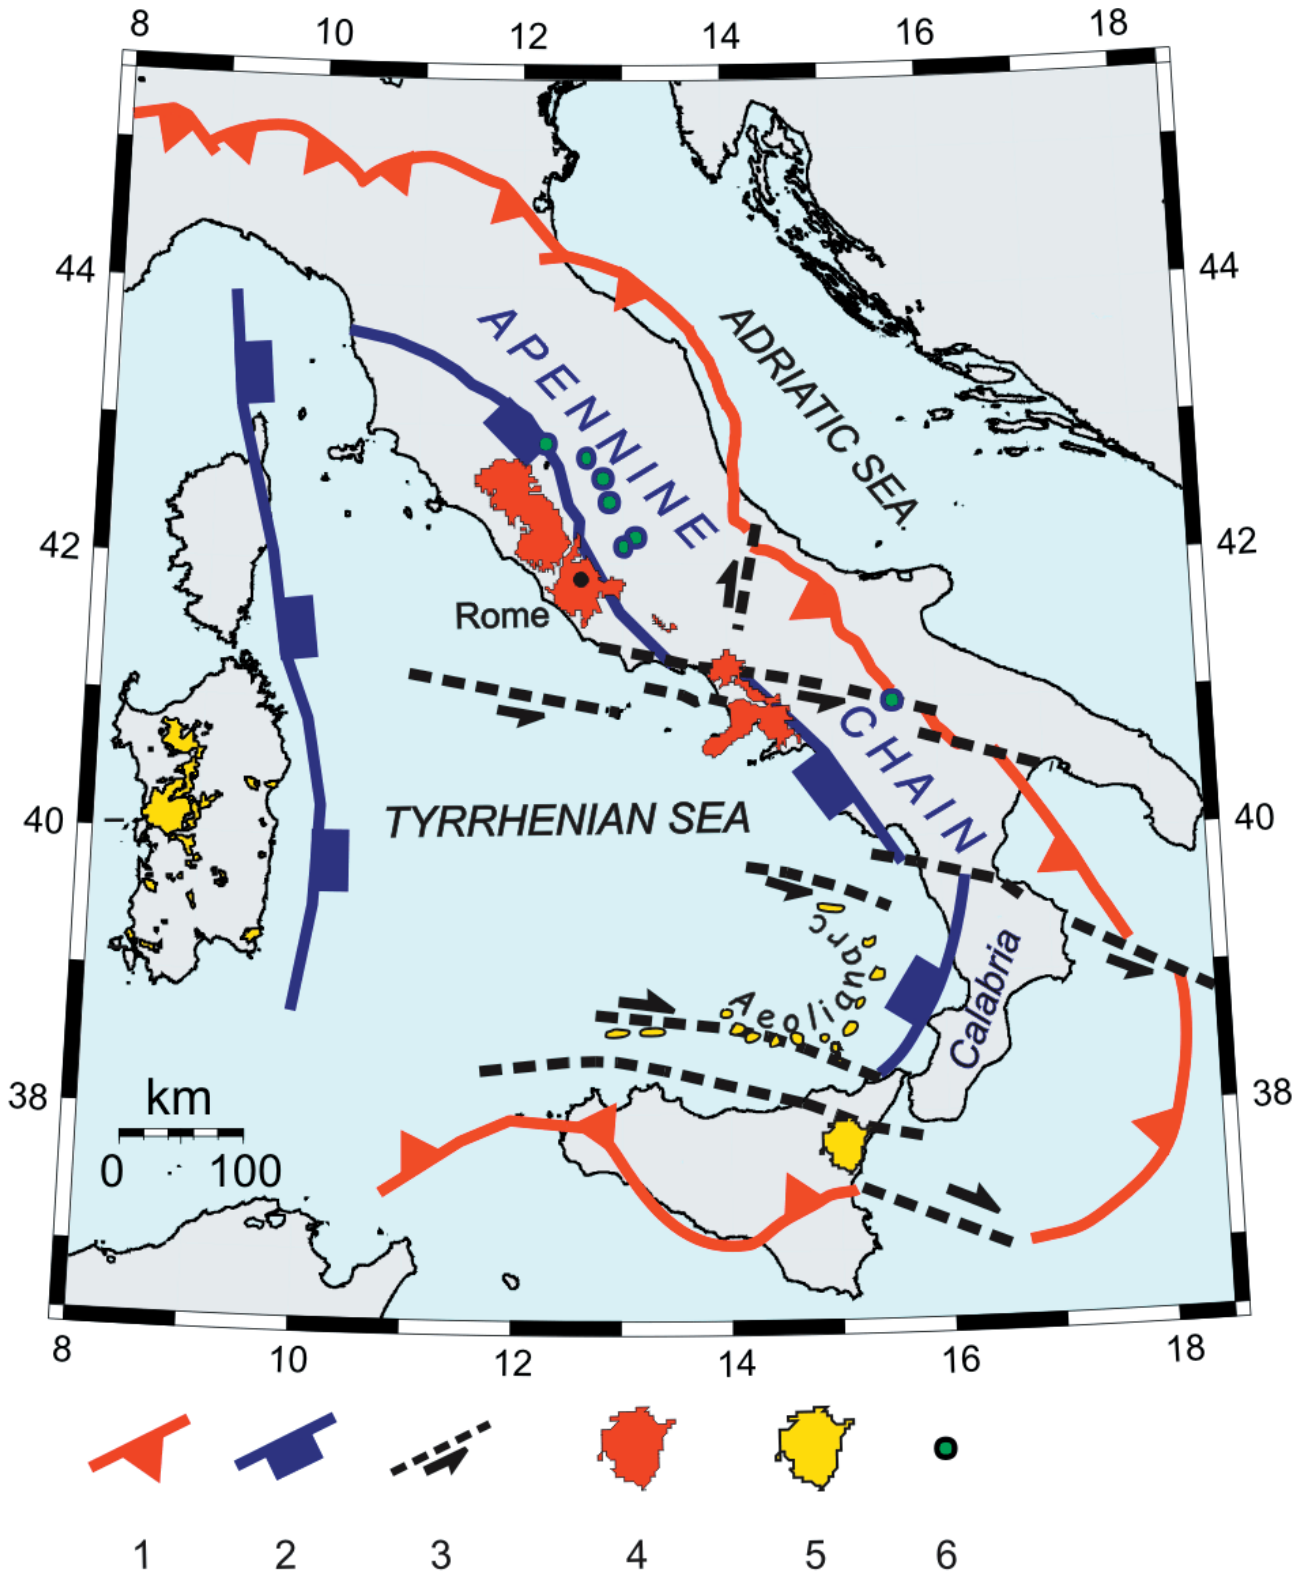 8 10 12 14 16 18
44 44
APENNINE
ADRIATIC SEA
42 42
Rome
CHAIN
TYRRHENIAN SEA
40 40
Aeolian arc
Calabria
38 38
km
0 100
8 10 12 14 16 18
1 2 3 4 5 6